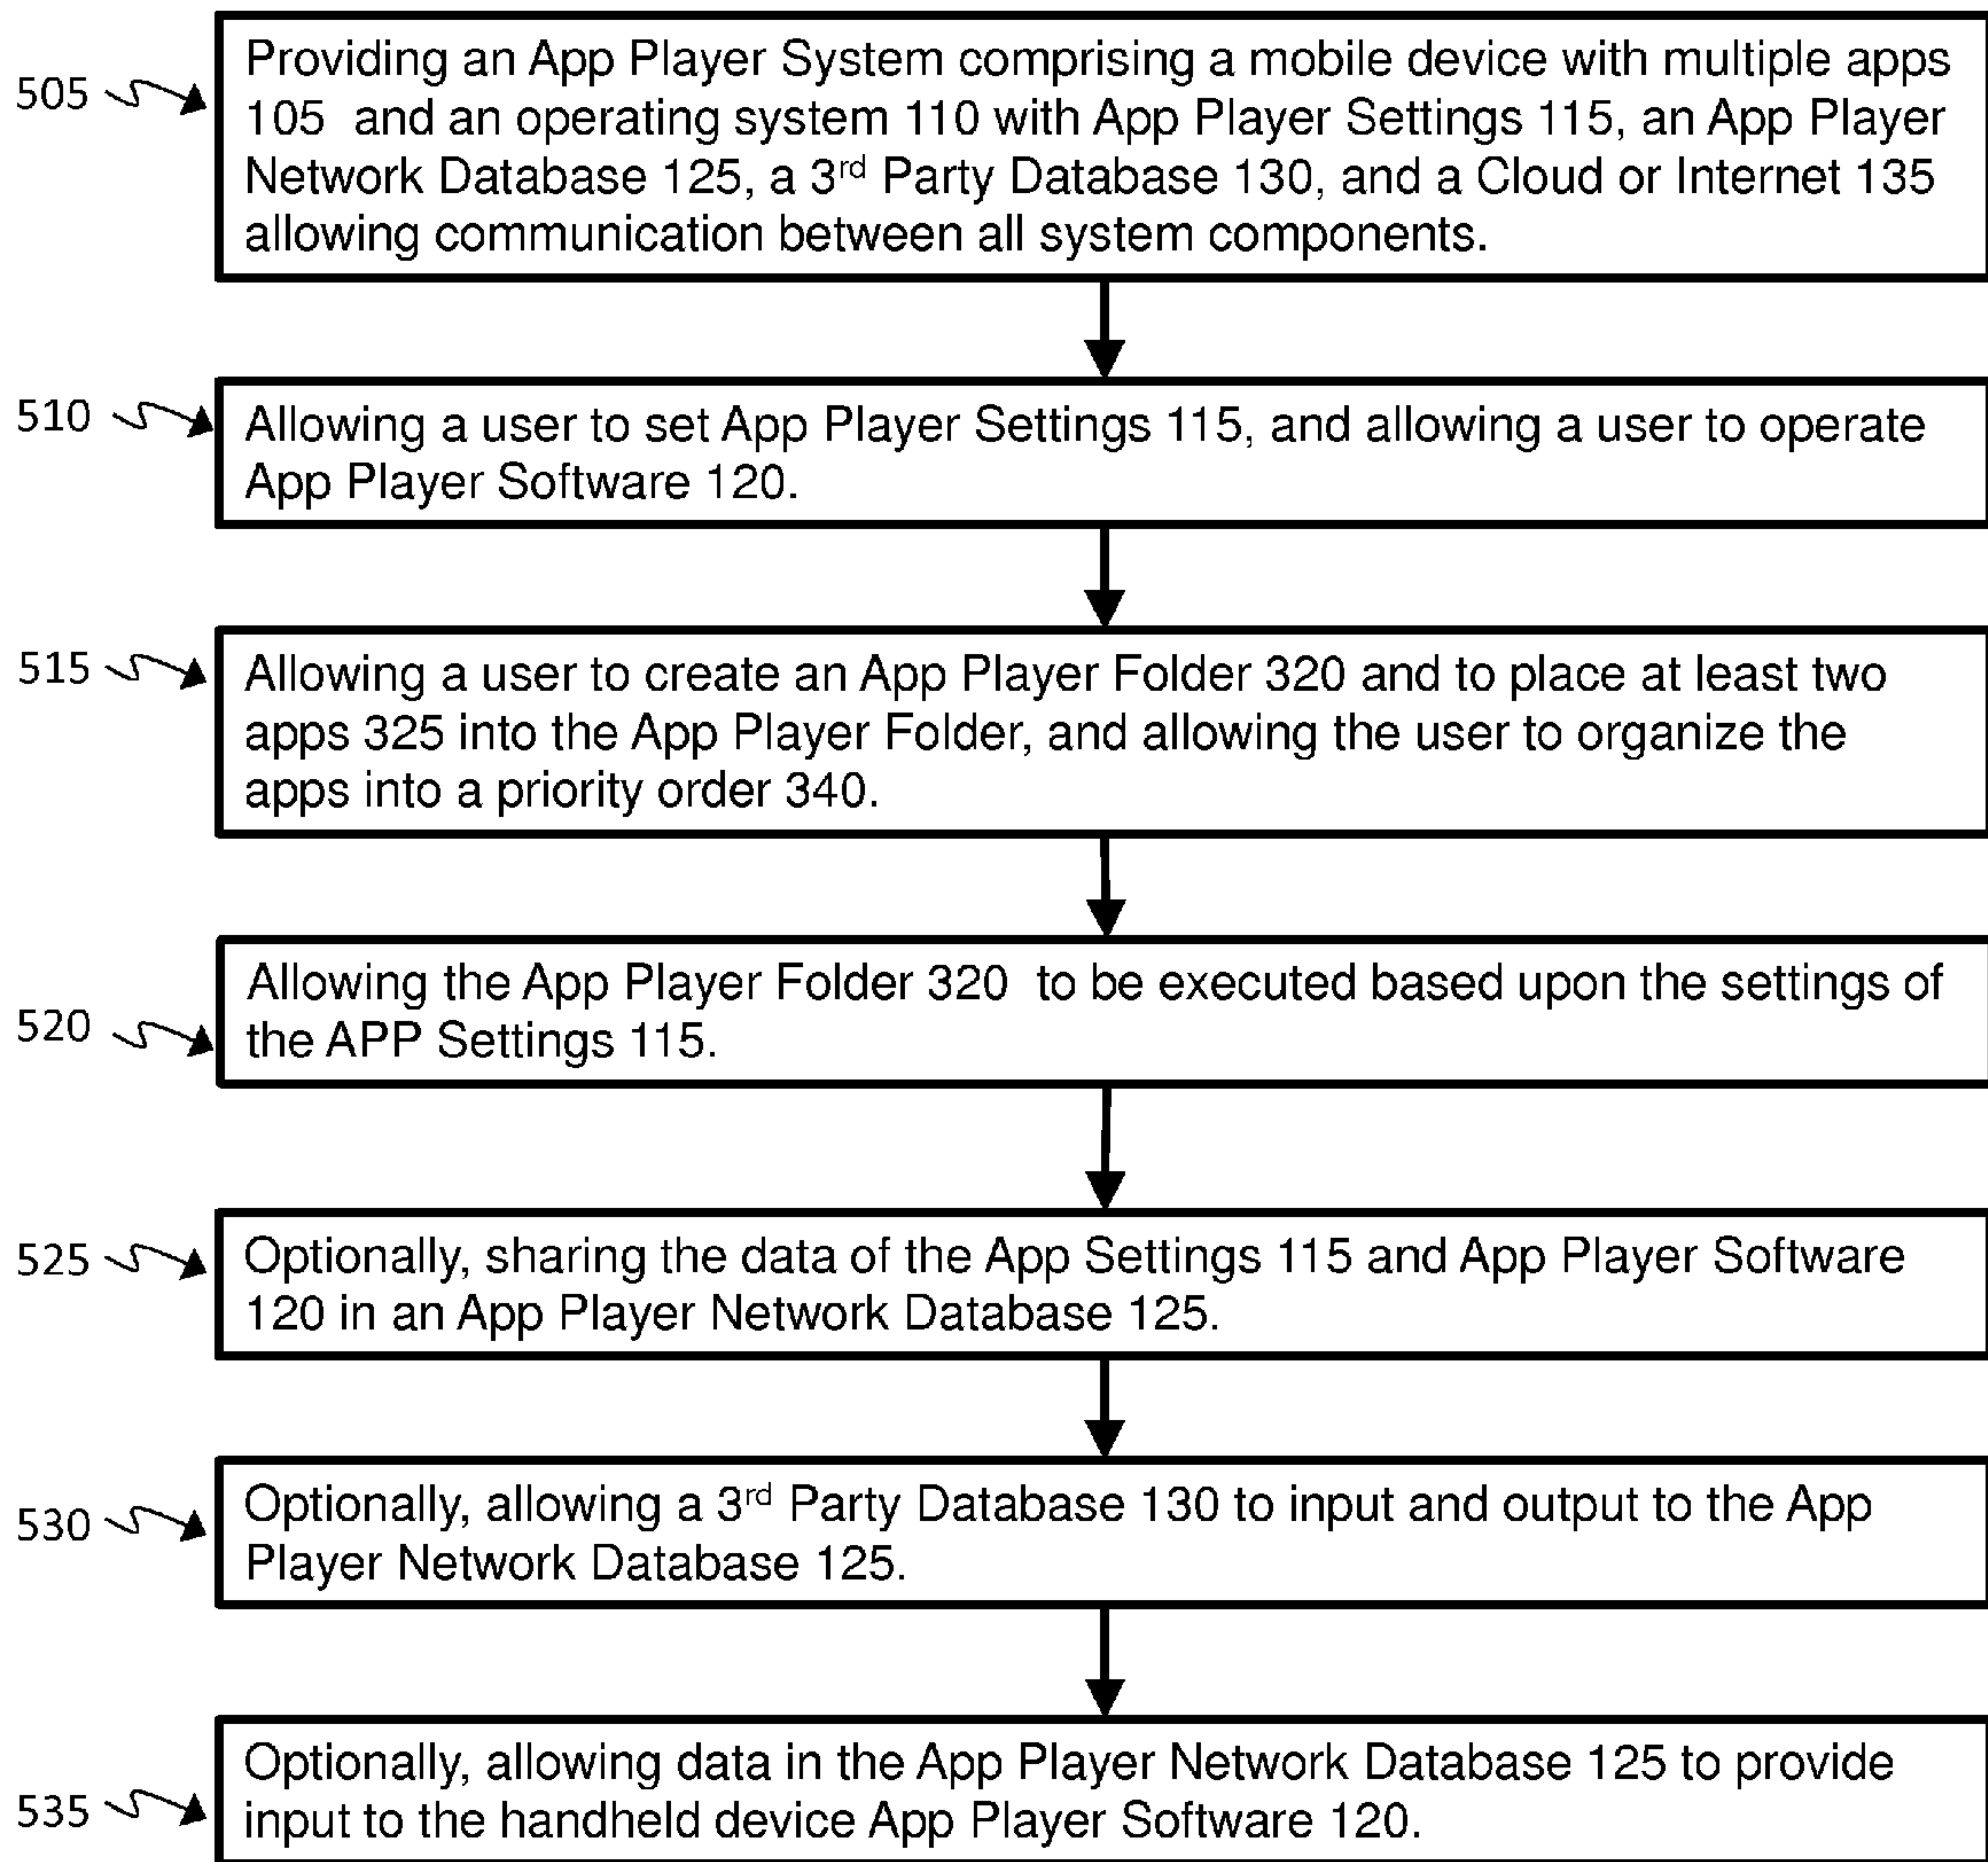 505
Providing an App Player System comprising a mobile device with multiple apps
105 and an operating system 110 with App Player Settings 115, an App Player
Network Database 125, a 3rd Party Database 130, and a Cloud or Internet 135
allowing communication between all system components.
510
Allowing a user to set App Player Settings 115, and allowing a user to operate
App Player Software 120.
515
Allowing a user to create an App Player Folder 320 and to place at least two
apps 325 into the App Player Folder, and allowing the user to organize the
apps into a priority order 340.
520
Allowing the App Player Folder 320 to be executed based upon the settings of
the APP Settings 115.
525
Optionally, sharing the data of the App Settings 115 and App Player Software
120 in an App Player Network Database 125.
530
Optionally, allowing a 3rd Party Database 130 to input and output to the App
Player Network Database 125.
535
Optionally, allowing data in the App Player Network Database 125 to provide
input to the handheld device App Player Software 120.